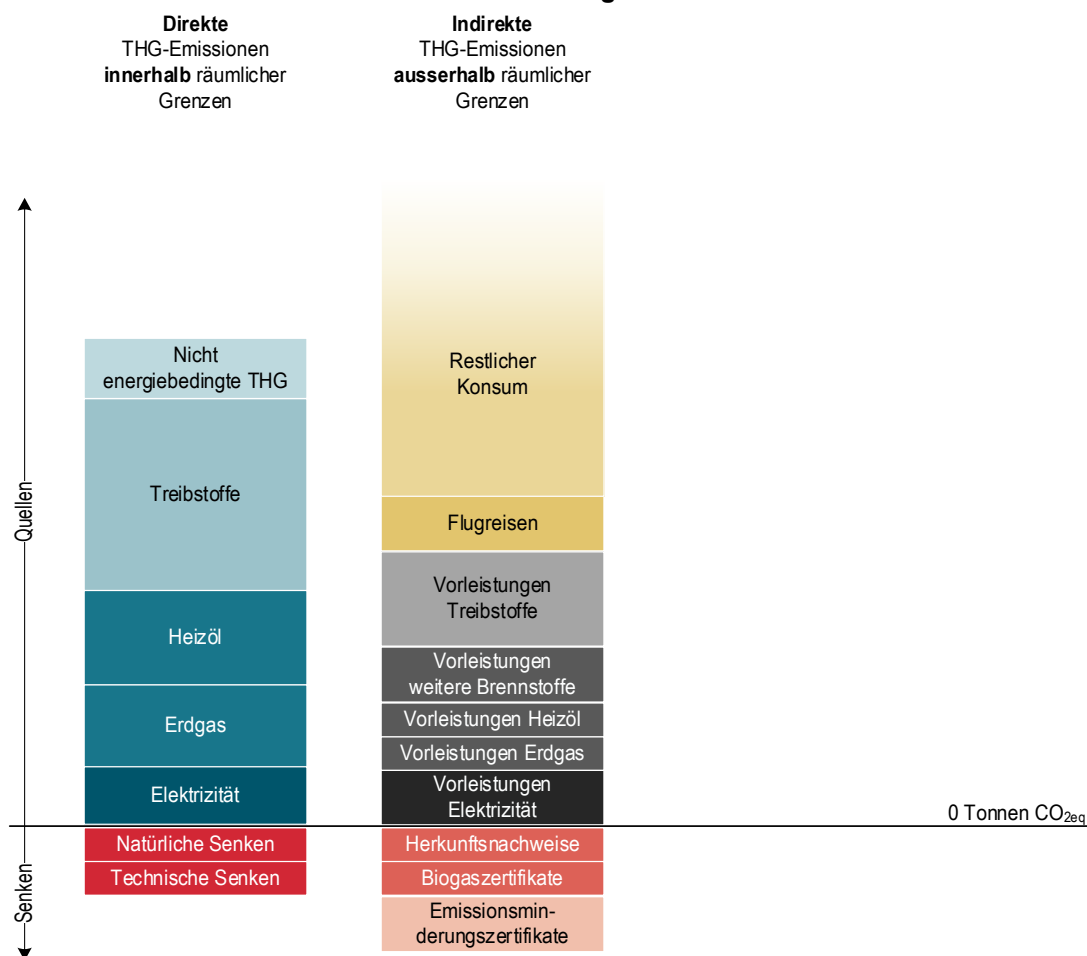 Direkte
THG-Emissionen
innerhalb räumlicher
Grenzen
Indirekte
THG-Emissionen
ausserhalb räumlicher
Grenzen
Quellen
Senken
Nicht
energiebedingte THG
Treibstoffe
Heizöl
Erdgas
Elektrizität
Natürliche Senken
Technische Senken
Restlicher
Konsum
Flugreisen
Vorleistungen
Treibstoffe
Vorleistungen
weitere Brennstoffe
Vorleistungen Heizöl
Vorleistungen Erdgas
Vorleistungen
Elektrizität
Herkunftsnachweise
Biogaszertifikate
Emissionsmin-
derungszertifikate
0 Tonnen CO2eq